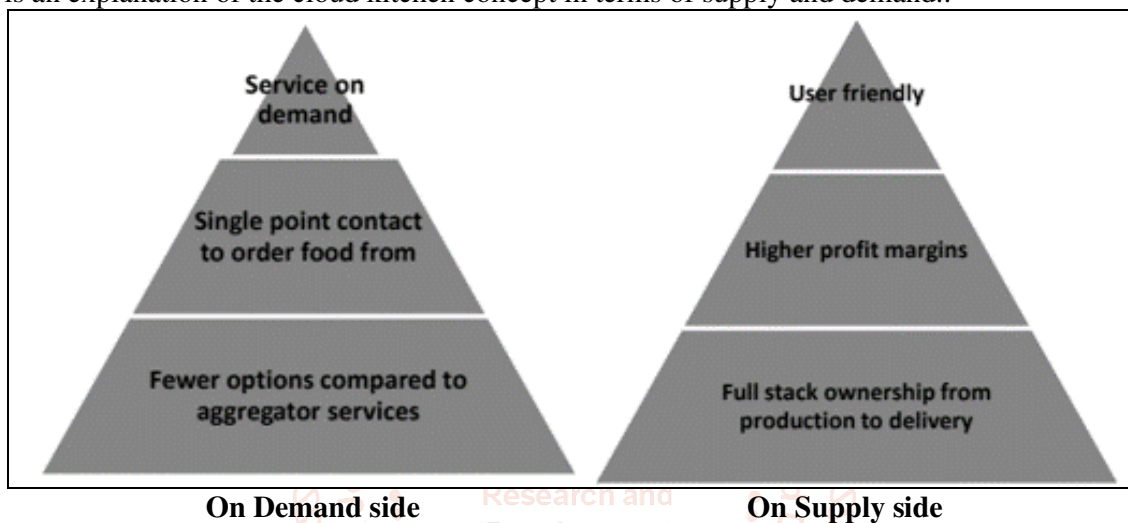 is an explanation of the cloud kitchen concept in terms of supply and demand..
Service on
demand
Single point contact
to order food from
Fewer options compared to
aggregator services
User friendly
Higher profit margins
Full stack ownership from
production to delivery
On Demand side
On Supply side
Research and